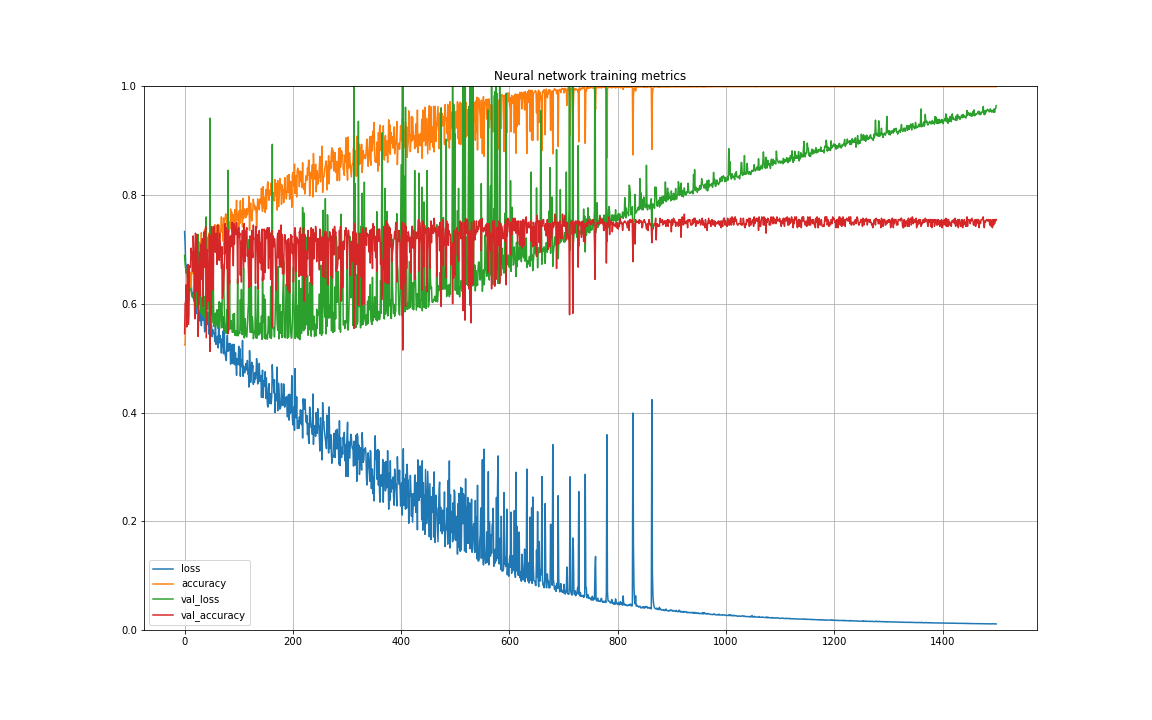 Neural network training metrics
1.0
0.8
0.6
0.4
0.2
0.0
loss
accuracy
val_loss
val_accuracy
0 200 400 600 800 1000 1200 1400